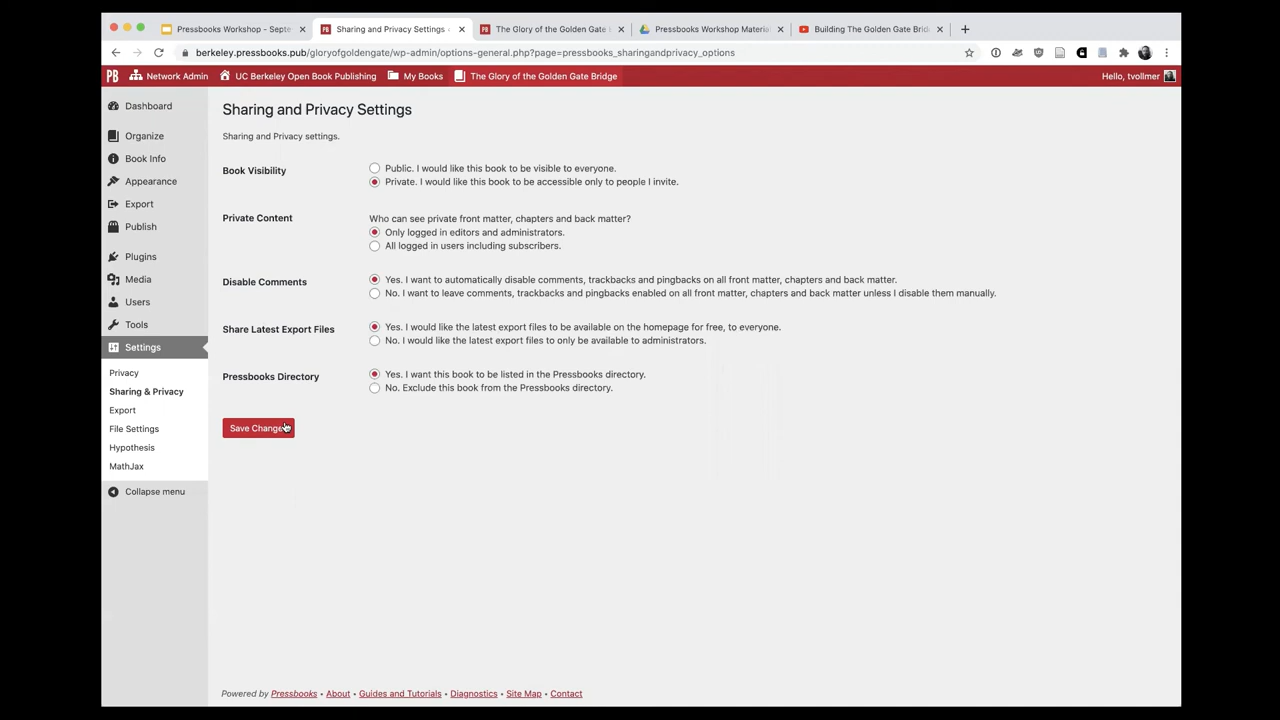 Pressbooks Workshop - Septe
Sharing and Privacy Settings
The Glory of the Golden Gate
Pressbooks Workshop Materia
Building The Golden Gate Brid
berkeley.pressbooks.pub/gloryofgoldengate/wp-admin/options-general.php?page=pressbooks_sharingandprivacy_options
PB Network Admin UC Berkeley Open Book Publishing My Books The Glory of the Golden Gate Bridge Hello, tvollmer
Dashboard
Organize
Book Info
Appearance
Export
Publish
Plugins
Media
Users
Tools
Settings
Privacy
Sharing & Privacy
Export
File Settings
Hypothesis
MathJax
Collapse menu
Sharing and Privacy Settings
Sharing and Privacy settings.
Book Visibility
Public. I would like this book to be visible to everyone.
Private. I would like this book to be accessible only to people I invite.
Private Content
Who can see private front matter, chapters and back matter?
Only logged in editors and administrators.
All logged in users including subscribers.
Disable Comments
Yes. I want to automatically disable comments, trackbacks and pingbacks on all front matter, chapters and back matter.
No. I want to leave comments, trackbacks and pingbacks enabled on all front matter, chapters and back matter unless I disable them manually.
Share Latest Export Files
Yes. I would like the latest export files to be available on the homepage for free, to everyone.
No. I would like the latest export files to only be available to administrators.
Pressbooks Directory
Yes. I want this book to be listed in the Pressbooks directory.
No. Exclude this book from the Pressbooks directory.
Save Changes
Powered by Pressbooks • About • Guides and Tutorials • Diagnostics • Site Map • Contact